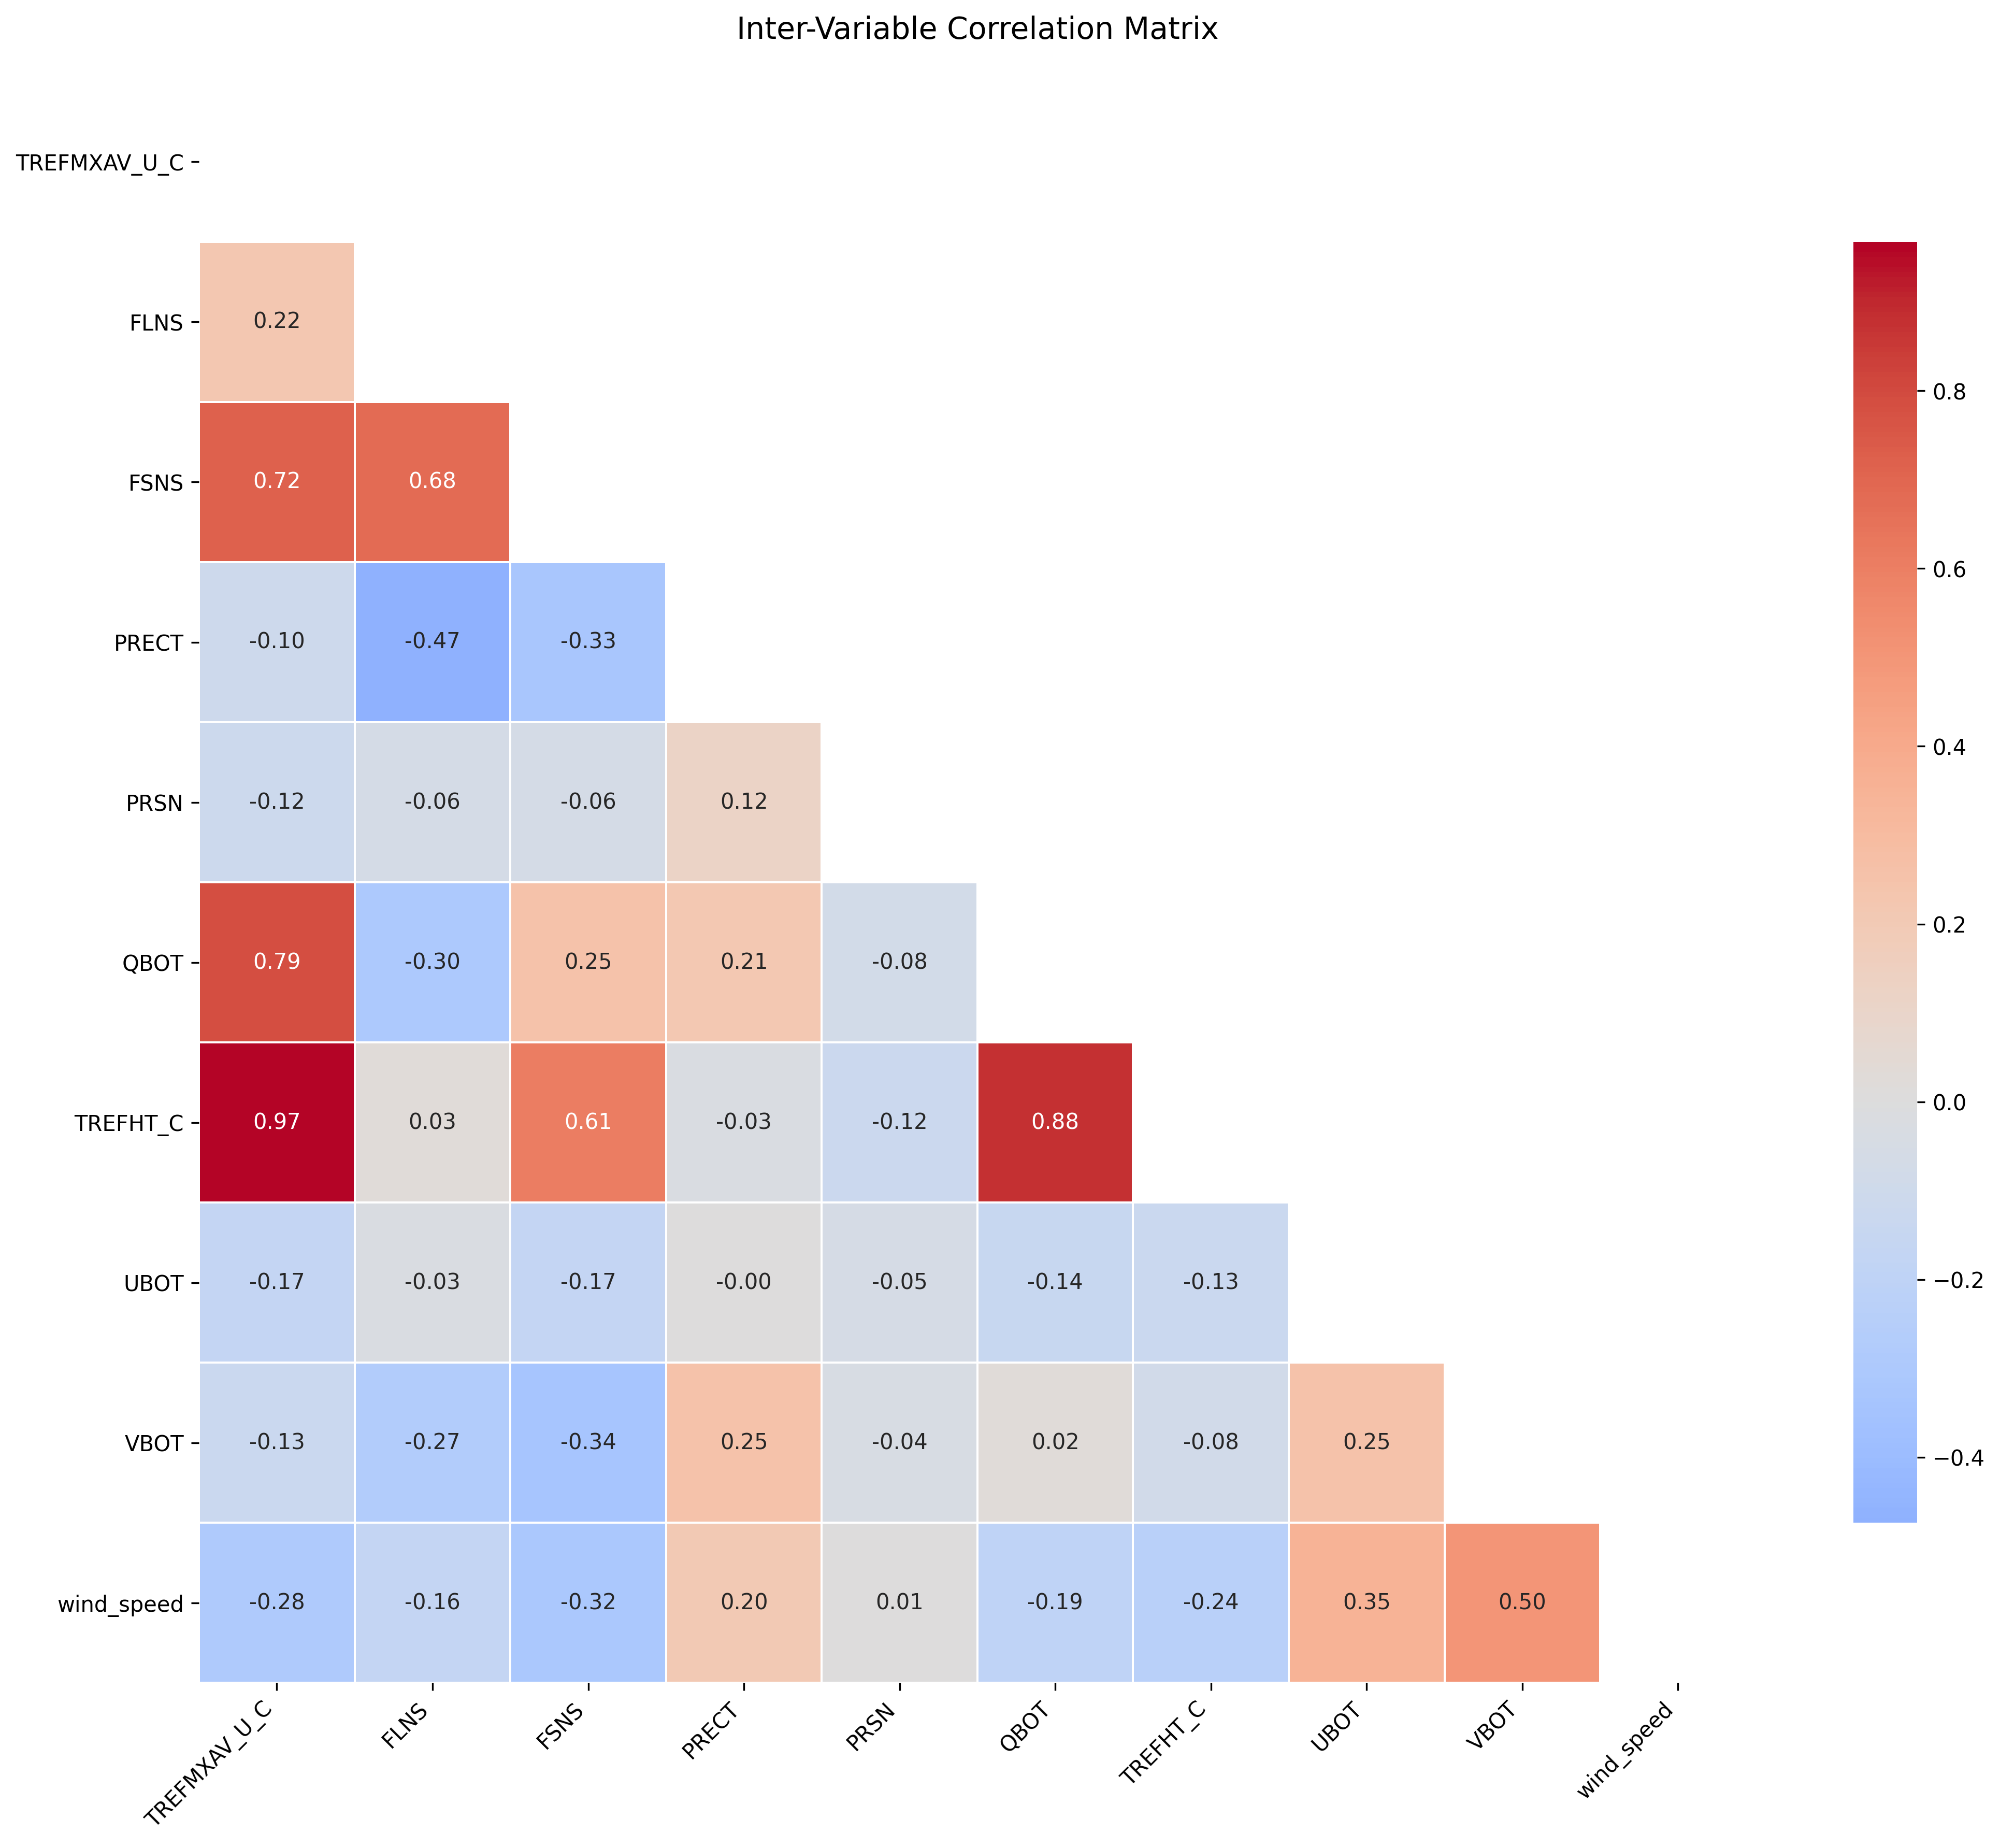 Inter-Variable Correlation Matrix
TREFMXAV_U_C
FLNS 0.22
FSNS 0.72 0.68
PRECT -0.10 -0.47 -0.33
PRSN -0.12 -0.06 -0.06 0.12
QBOT 0.79 -0.30 0.25 0.21 -0.08
TREFHT_C 0.97 0.03 0.61 -0.03 -0.12 0.88
UBOT -0.17 -0.03 -0.17 -0.00 -0.05 -0.14 -0.13
VBOT -0.13 -0.27 -0.34 0.25 -0.04 0.02 -0.08 0.25
wind_speed -0.28 -0.16 -0.32 0.20 0.01 -0.19 -0.24 0.35 0.50
TREFMXAV_U_C FLNS FSNS PRECT PRSN QBOT TREFHT_C UBOT VBOT wind_speed
0.8
0.6
0.4
0.2
0.0
−0.2
−0.4